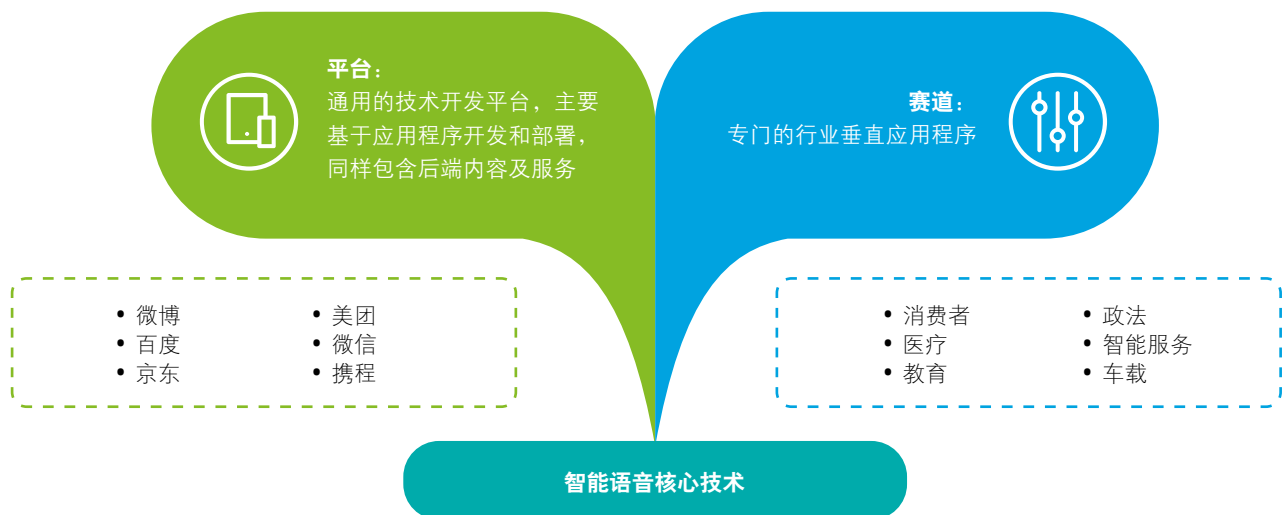 平台：
通用的技术开发平台，主要
基于应用程序开发和部署，
同样包含后端内容及服务
赛道：
专门的行业垂直应用程序
• 微博
• 百度
• 京东
• 美团
• 微信
• 携程
• 消费者
• 医疗
• 教育
• 政法
• 智能服务
• 车载
智能语音核心技术